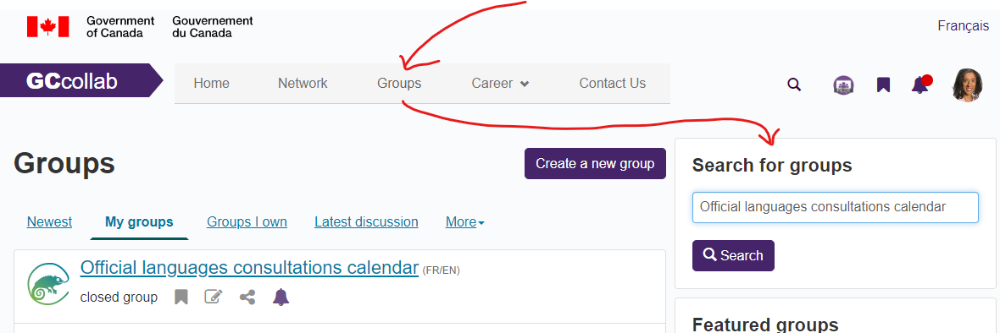 Government of Canada
Gouvernement du Canada
Français
GCcollab
Home Network Groups Career Contact Us
Groups
Create a new group
Newest My groups Groups I own Latest discussion More
Official languages consultations calendar (FR/EN)
closed group
Search for groups
Official languages consultations calendar
Search
Featured groups